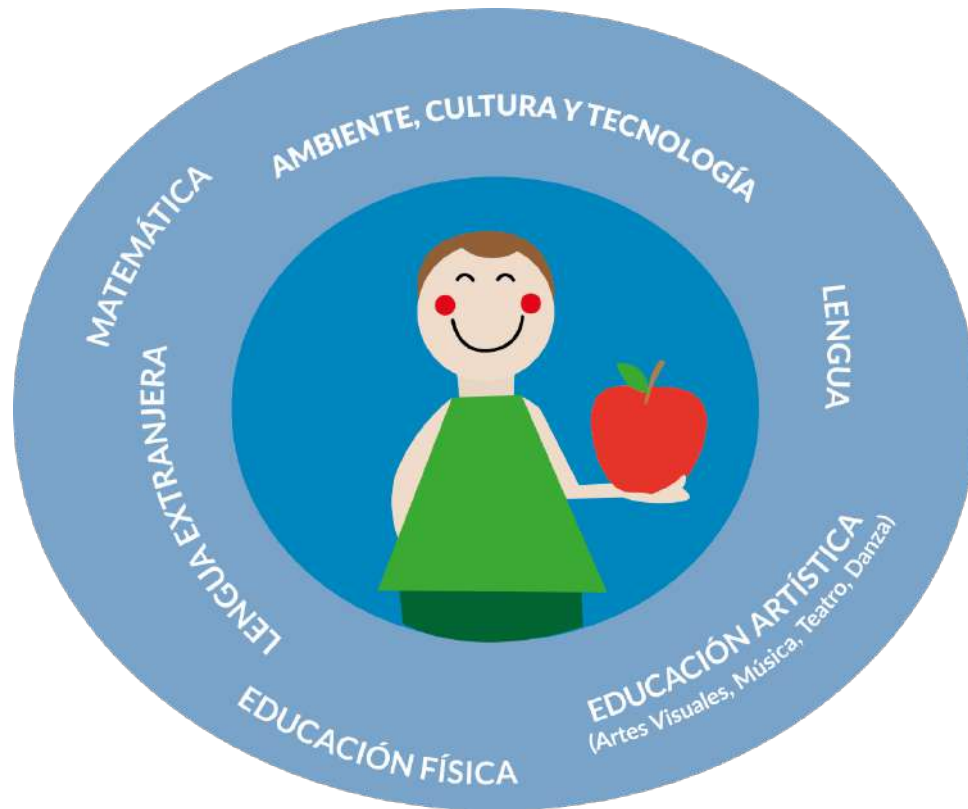 AMBIENTE, CULTURA Y TECNOLOGÍA
LENGUA
EDUCACIÓN ARTÍSTICA
(Artes Visuales, Música, Teatro, Danza)
EDUCACIÓN FÍSICA
LENGUA EXTRANJERA
MATEMÁTICA